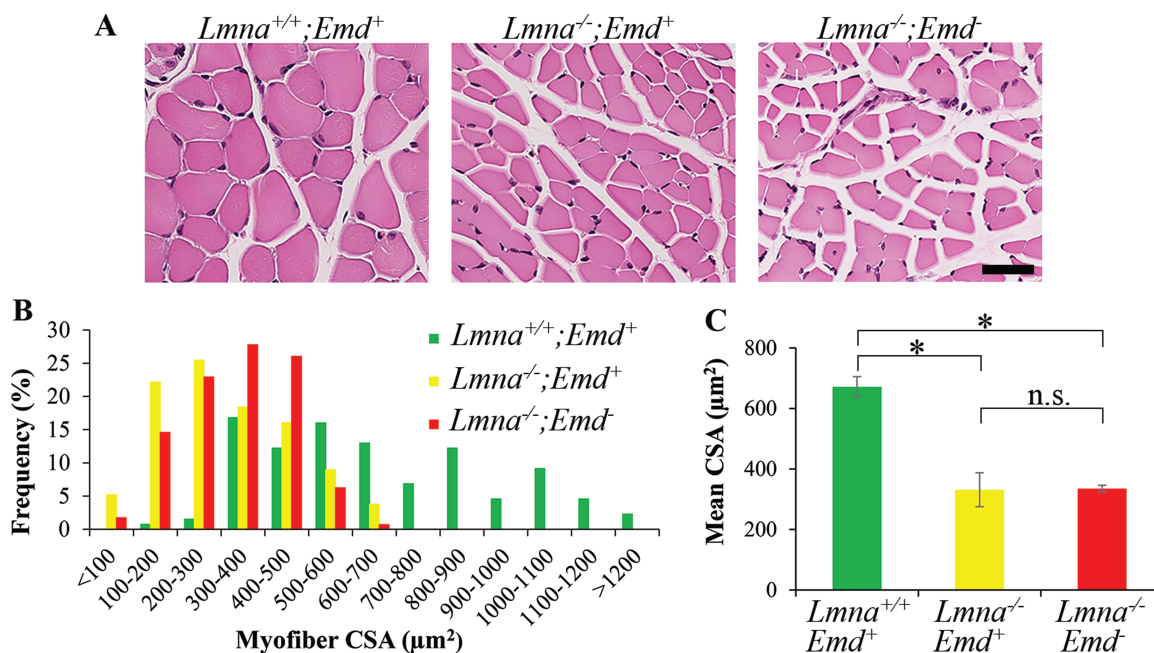 A
Lmna+/+;Emd+
Lmna-/-;Emd+
Lmna-/-;Emd-
B
30
25
20
15
10
5
0
Frequency (%)
Lmna+/+;Emd+
Lmna-/-;Emd+
Lmna-/-;Emd-
<100
100-200
200-300
300-400
400-500
500-600
600-700
700-800
800-900
900-1000
1000-1100
1100-1200
>1200
Myofiber CSA (µm²)
C
800
600
400
200
0
Mean CSA (µm²)
*
*
n.s.
Lmna+/+
Emd+
Lmna-/-
Emd+
Lmna-/-
Emd-